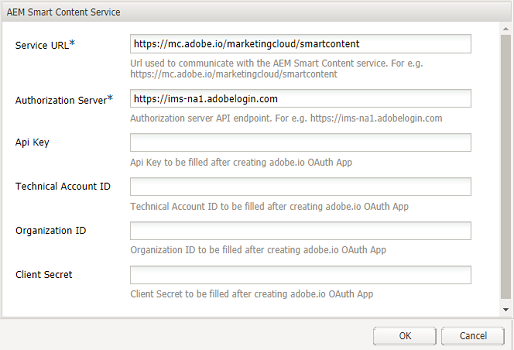 AEM Smart Content Service
Service URL*
https://mc.adobe.io/marketingcloud/smartcontent
Url used to communicate with the AEM Smart Content service. For e.g.
https://mc.adobe.io/marketingcloud/smartcontent
Authorization Server*
https://ims-na1.adobelogin.com
Authorization server API endpoint. For e.g. https://ims-na1.adobelogin.com
Api Key
Api Key to be filled after creating adobe.io OAuth App
Technical Account ID
Technical Account ID to be filled after creating adobe.io OAuth App
Organization ID
Organization ID to be filled after creating adobe.io OAuth App
Client Secret
Client Secret to be filled after creating adobe.io OAuth App
OK
Cancel